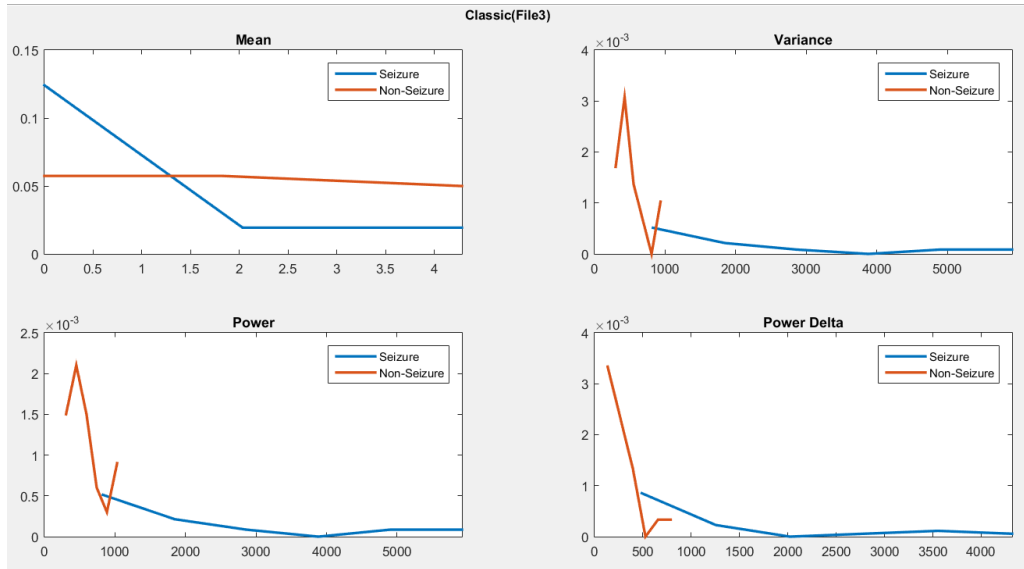 Classic(File3)
Mean
0.15
0.1
0.05
0
0 0.5 1 1.5 2 2.5 3 3.5 4
Seizure
Non-Seizure
Variance
×10⁻³
4
3
2
1
0
0 1000 2000 3000 4000 5000
Seizure
Non-Seizure
Power
×10⁻³
2.5
2
1.5
1
0.5
0
0 1000 2000 3000 4000 5000
Seizure
Non-Seizure
Power Delta
×10⁻³
4
3
2
1
0
0 500 1000 1500 2000 2500 3000 3500 4000
Seizure
Non-Seizure